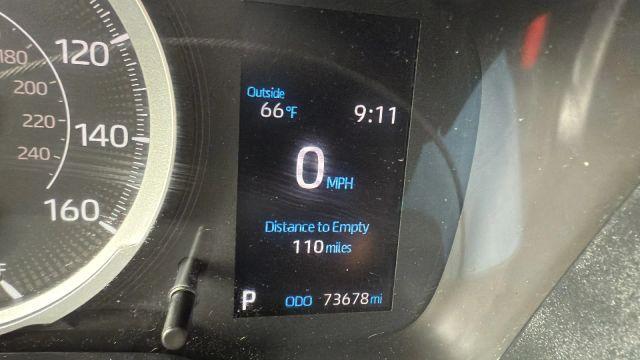 120
140
160
180
200
220
240
Outside
66 °F 9:11
0 MPH
Distance to Empty
110 miles
P ODO 73678 mi
F